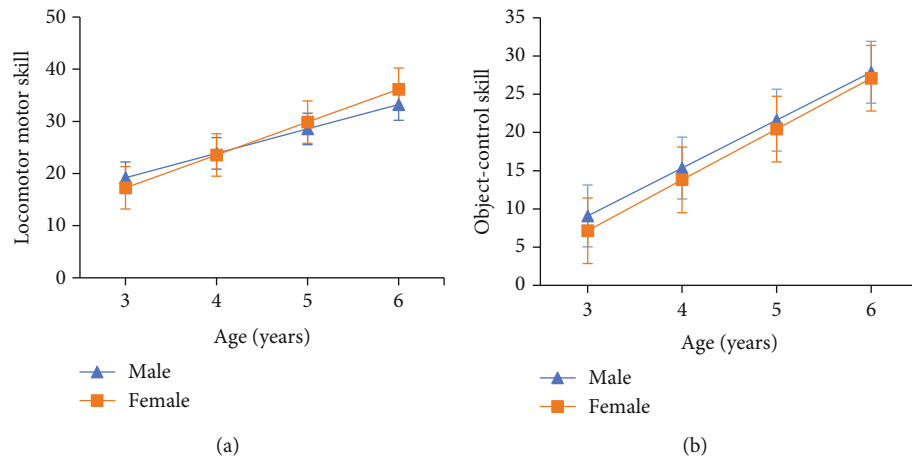 Locomotor motor skill
50
40
30
20
10
0
3 4 5 6
Age (years)
Male
Female
(a)
Object-control skill
35
30
25
20
15
10
5
0
3 4 5 6
Age (years)
Male
Female
(b)